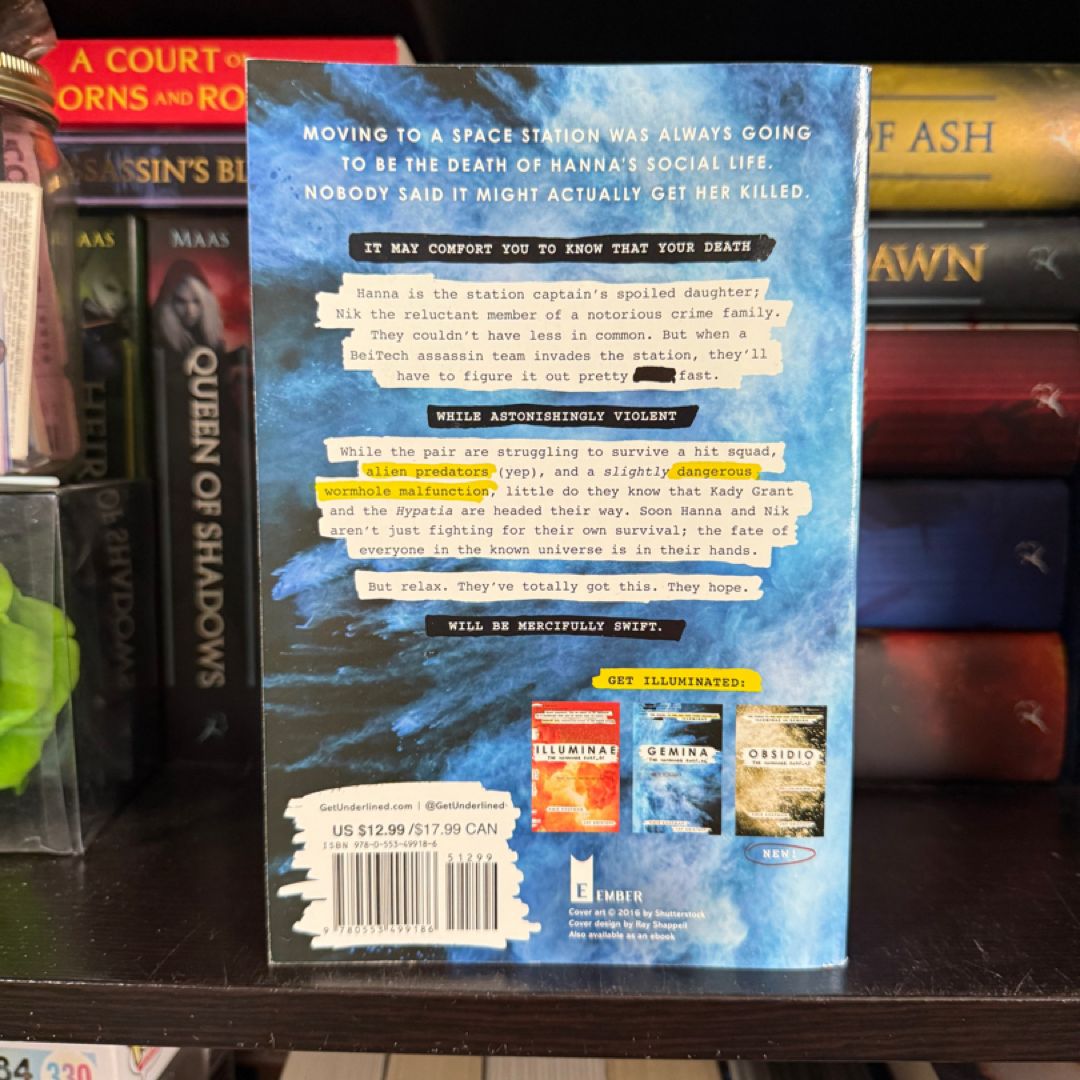 A COURT OF
ORNS AND RO
SSASSIN'S BL
AAS
MAAS
HEIR
QUEEN OF SHADOWS
OF ASH
AWN
MOVING TO A SPACE STATION WAS ALWAYS GOING
TO BE THE DEATH OF HANNA'S SOCIAL LIFE.
NOBODY SAID IT MIGHT ACTUALLY GET HER KILLED.
IT MAY COMFORT YOU TO KNOW THAT YOUR DEATH
Hanna is the station captain's spoiled daughter;
Nik the reluctant member of a notorious crime family.
They couldn't have less in common. But when a
BeiTech assassin team invades the station, they'll
have to figure it out pretty fast.
WHILE ASTONISHINGLY VIOLENT
While the pair are struggling to survive a hit squad,
alien predators (yep), and a slightly dangerous
wormhole malfunction, little do they know that Kady Grant
and the Hypatia are headed their way. Soon Hanna and Nik
aren't just fighting for their own survival; the fate of
everyone in the known universe is in their hands.
But relax. They've totally got this. They hope.
WILL BE MERCIFULLY SWIFT.
GET ILLUMINATED:
ILLUMINAE
GEMINA
OBSIDIO
NEW!
GetUnderlined.com | @GetUnderlined
US $12.99 / $17.99 CAN
ISBN 978-0-553-49918-6
51299
9 780553 499186
E EMBER
Cover art © 2016 by Shutterstock
Cover design by Ray Shappell
Also available as an ebook
84 330